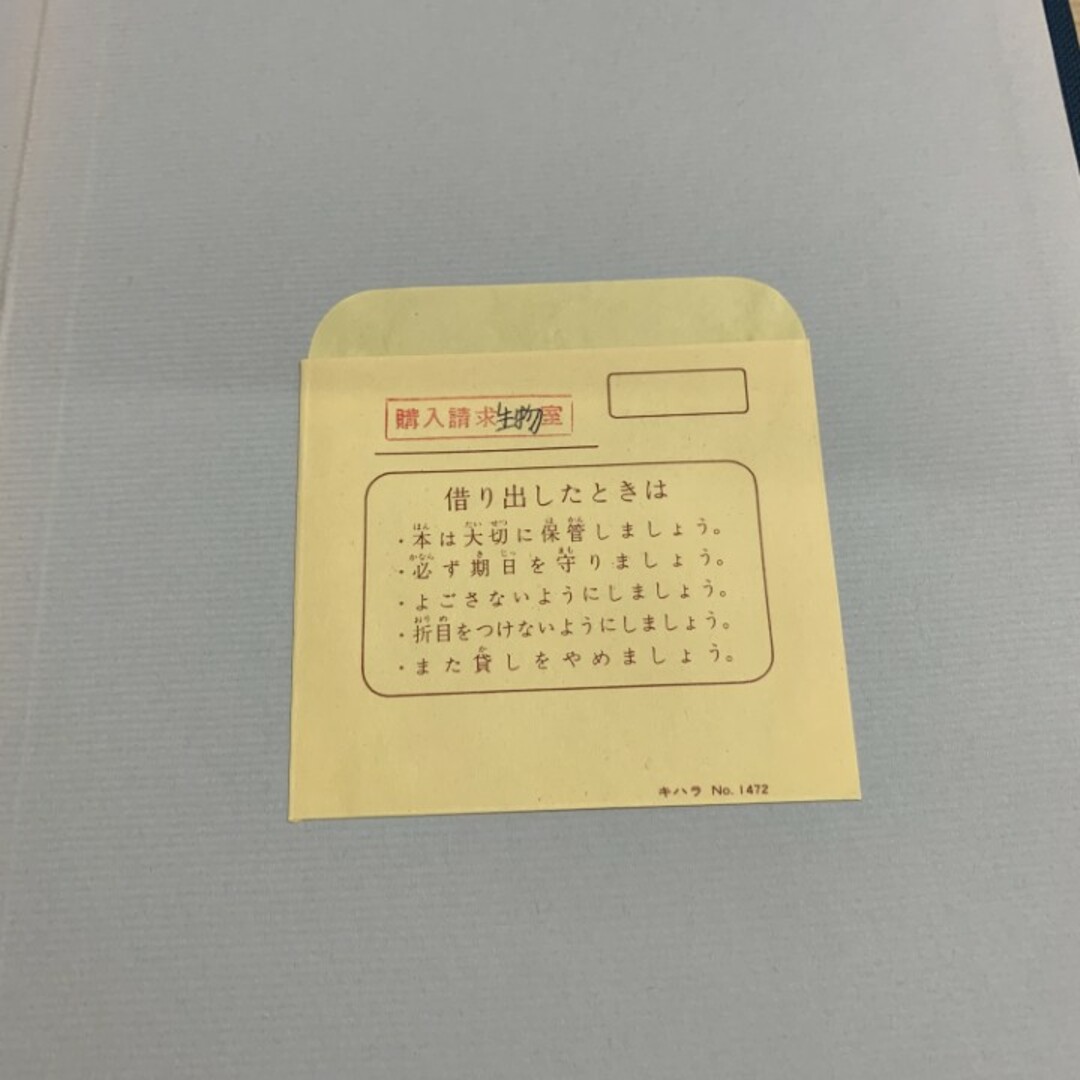 購入請求生物室
借り出したときは
・本は大切に保管しましょう。
・必ず期日を守りましょう。
・よごさないようにしましょう。
・折目をつけないようにしましょう。
・また貸しをやめましょう。
キハラ No. 1472